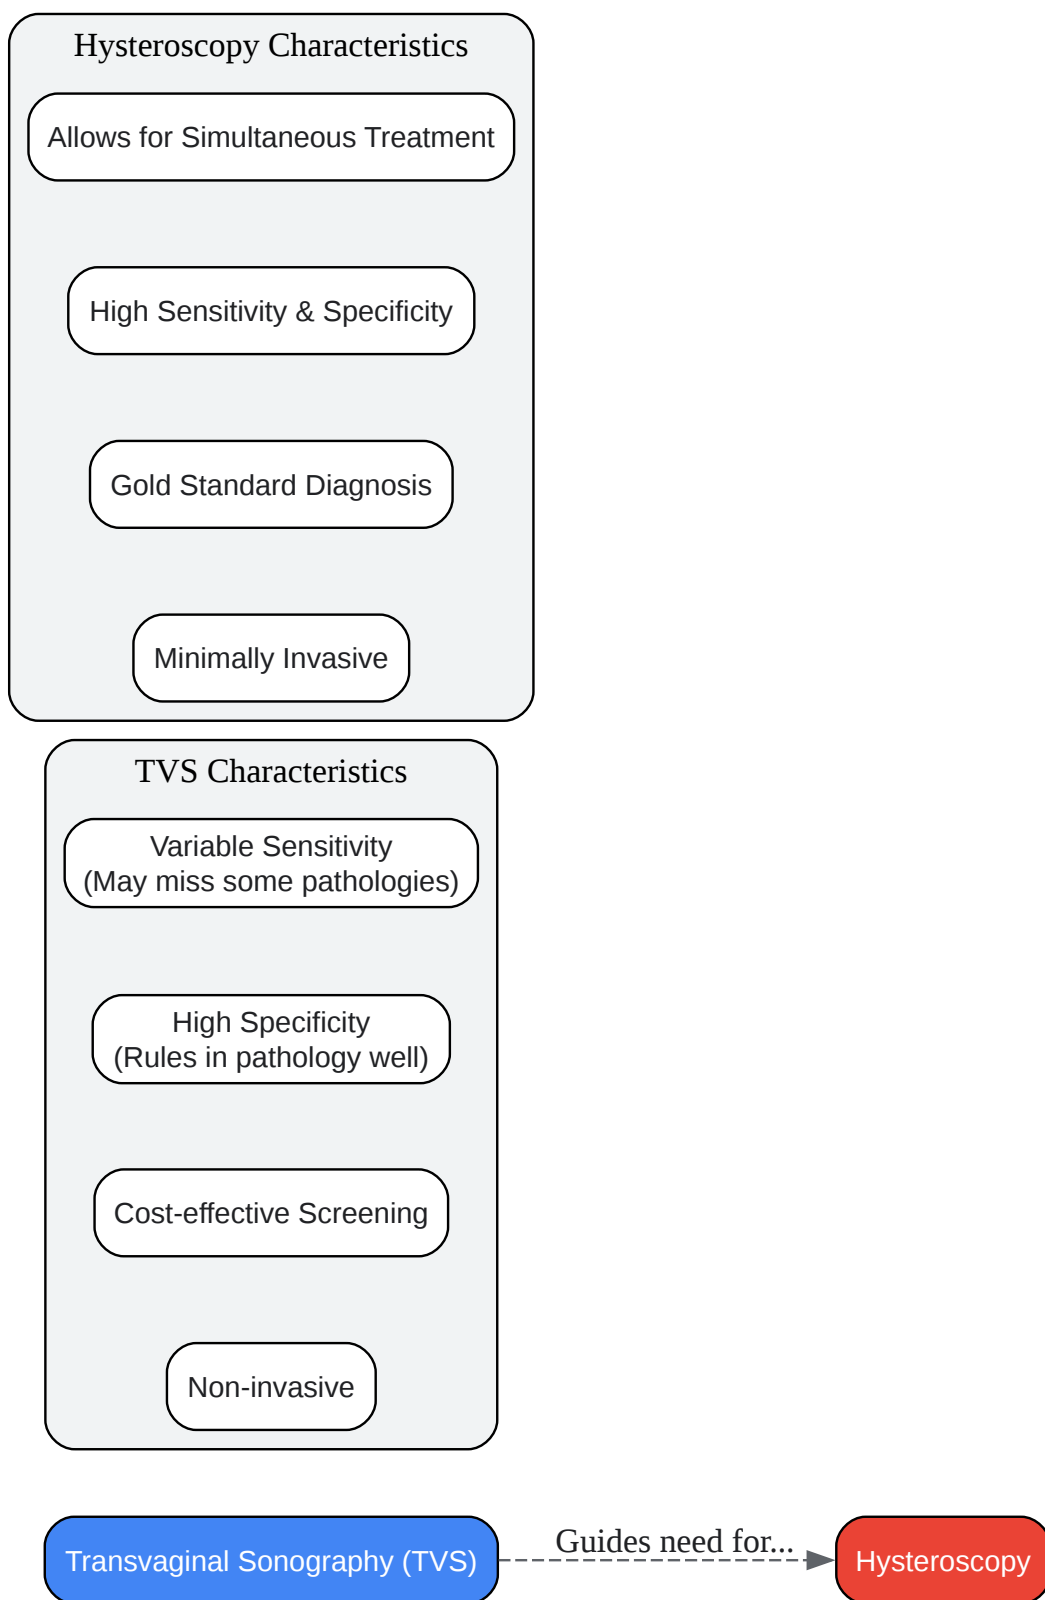 Hysteroscopy Characteristics
Allows for Simultaneous Treatment
High Sensitivity & Specificity
Gold Standard Diagnosis
Minimally Invasive
TVS Characteristics
Variable Sensitivity
(May miss some pathologies)
High Specificity
(Rules in pathology well)
Cost-effective Screening
Non-invasive
Transvaginal Sonography (TVS)
Guides need for...
Hysteroscopy